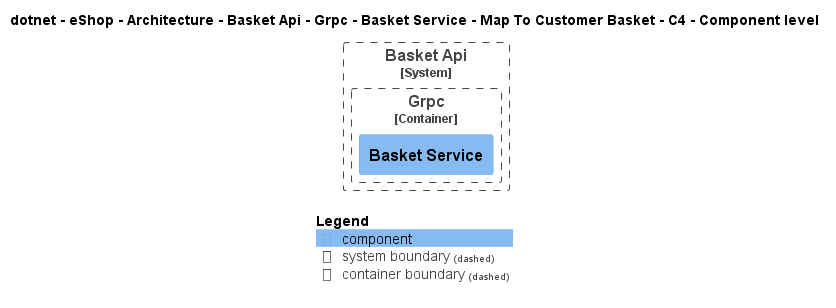 dotnet - eShop - Architecture - Basket Api - Grpc - Basket Service - Map To Customer Basket - C4 - Component level
Basket Api
[System]
Grpc
[Container]
Basket Service
Legend
component
system boundary (dashed)
container boundary (dashed)